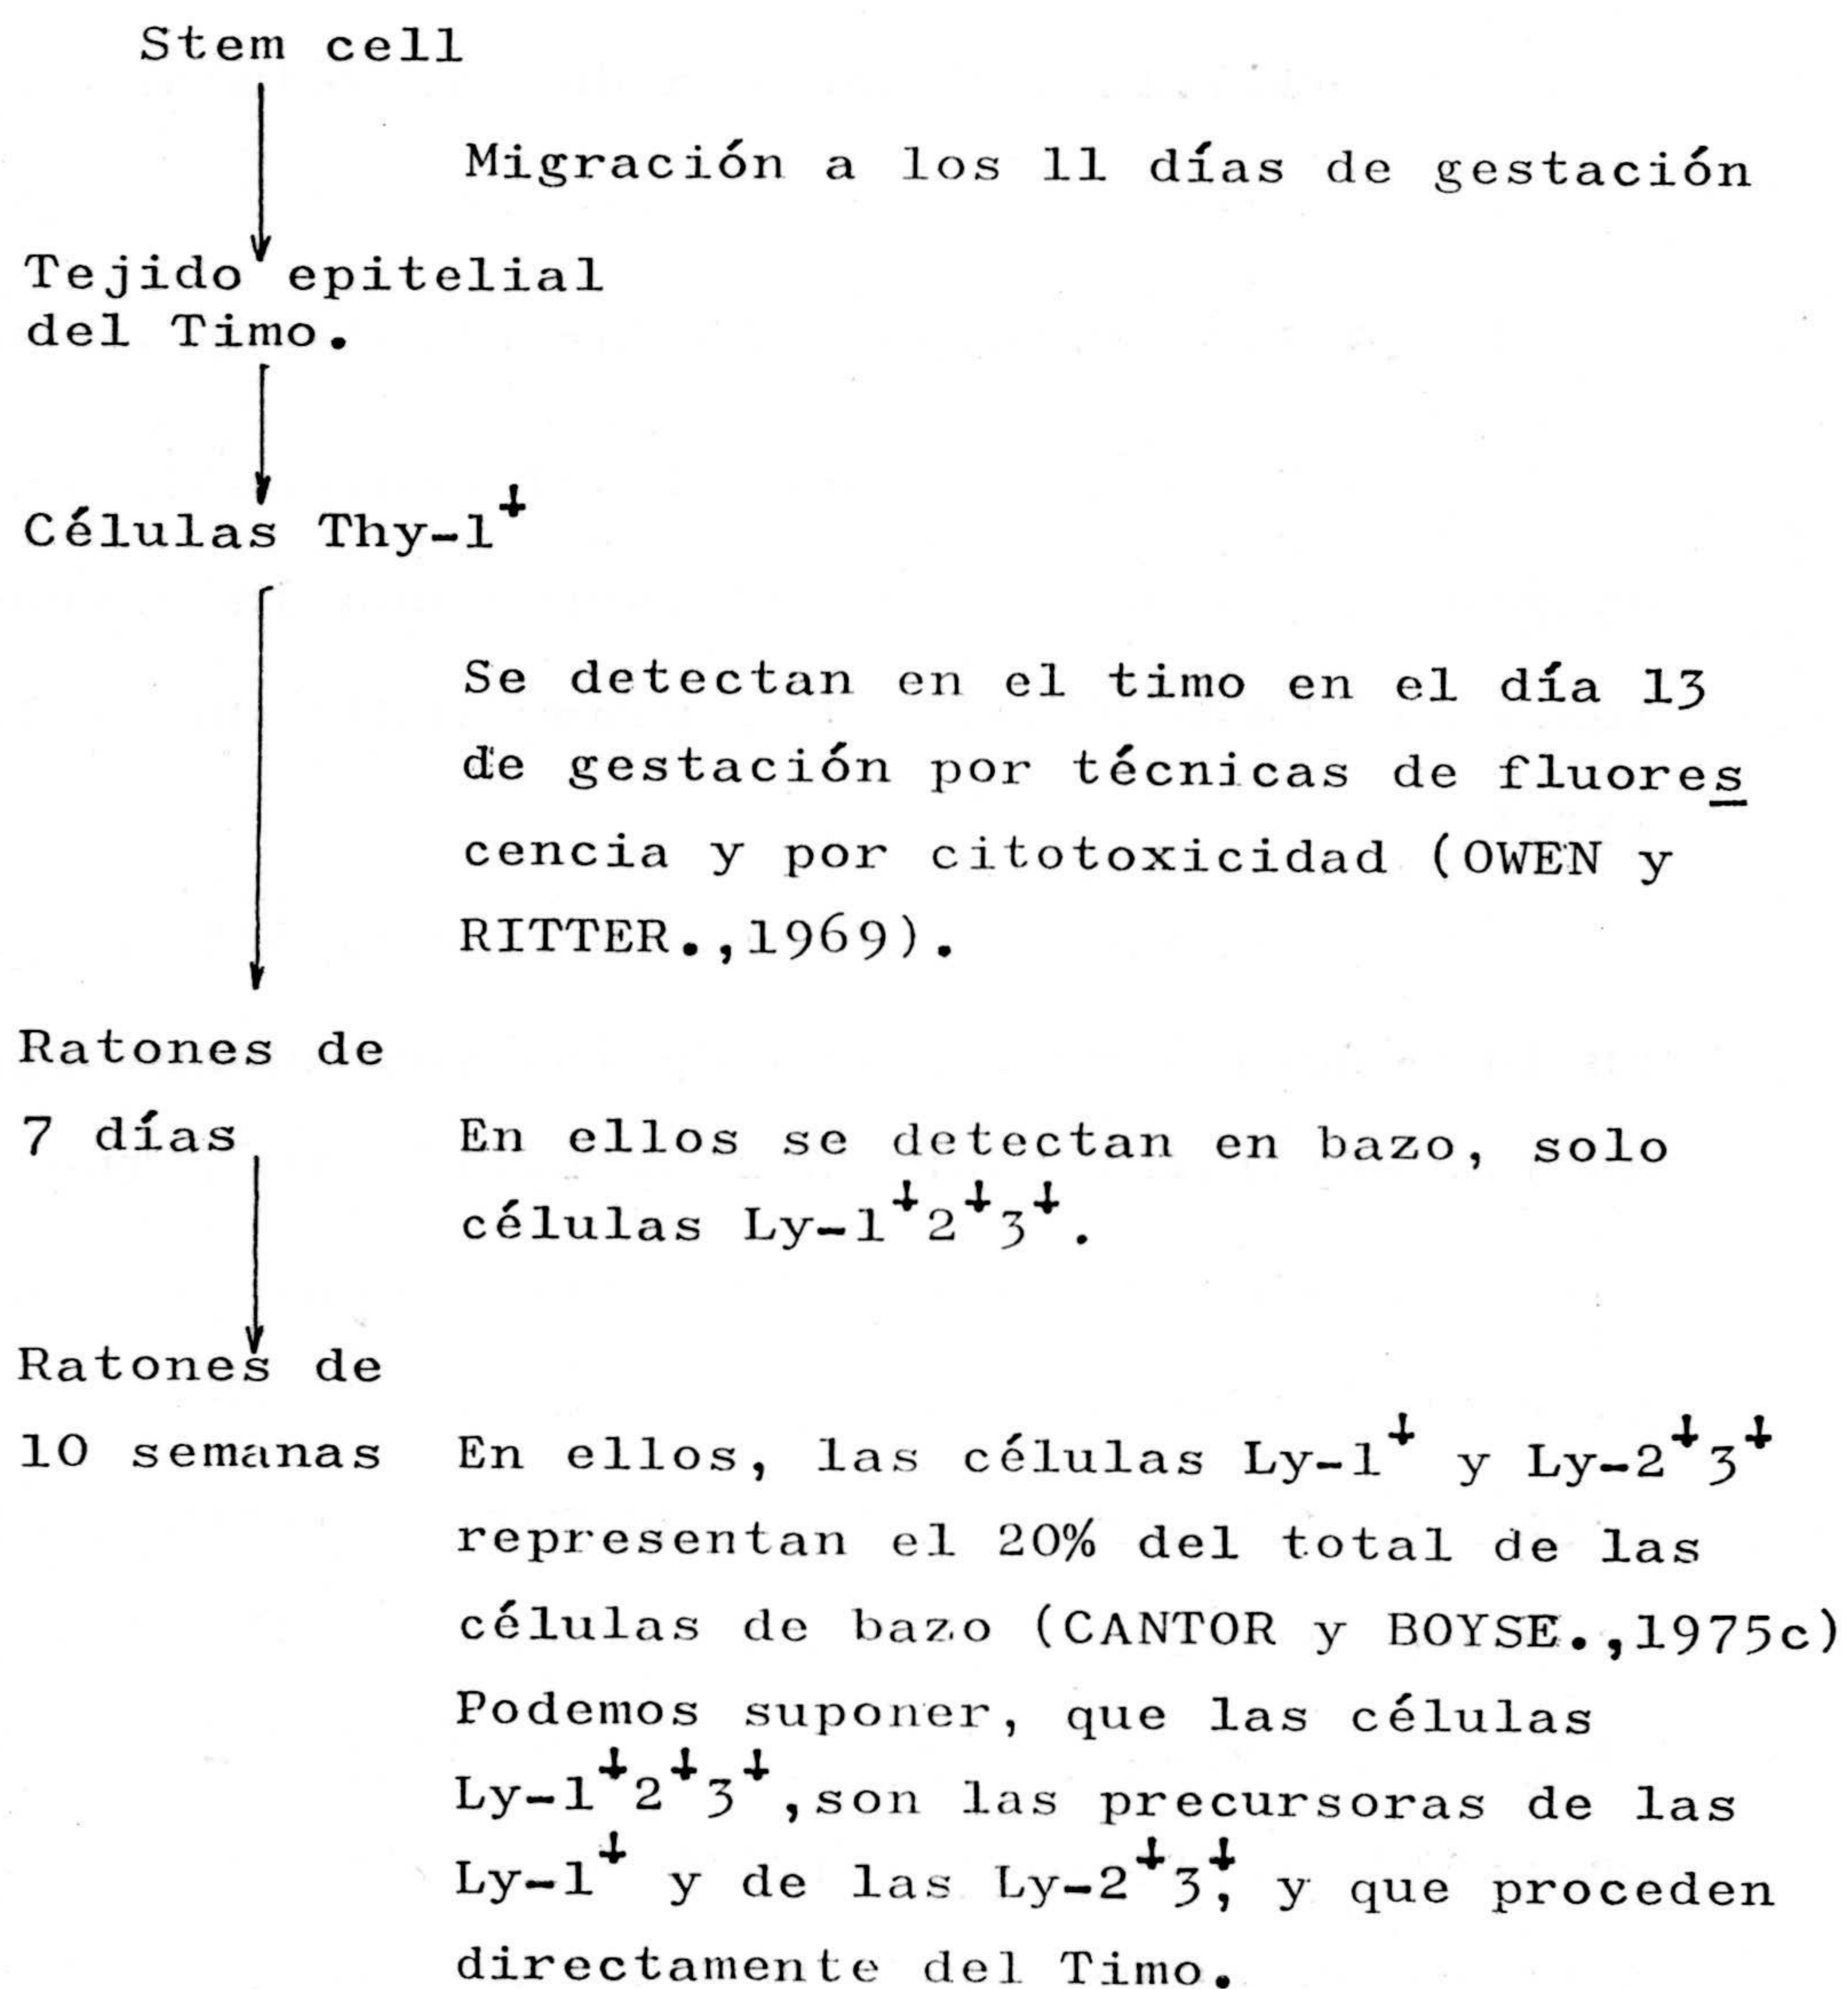 Stem cell
Migración a los 11 días de gestación
Tejido epitelial
del Timo.
Células Thy-1⁺
Se detectan en el timo en el día 13
de gestación por técnicas de fluores
cencia y por citotoxicidad (OWEN y
RITTER.,1969).
Ratones de
7 días
En ellos se detectan en bazo, solo
células Ly-1⁺2⁺3⁺.
Ratones de
10 semanas
En ellos, las células Ly-1⁺ y Ly-2⁺3⁺
representan el 20% del total de las
células de bazo (CANTOR y BOYSE.,1975c)
Podemos suponer, que las células
Ly-1⁺2⁺3⁺,son las precursoras de las
Ly-1⁺ y de las Ly-2⁺3⁺, y que proceden
directamente del Timo.